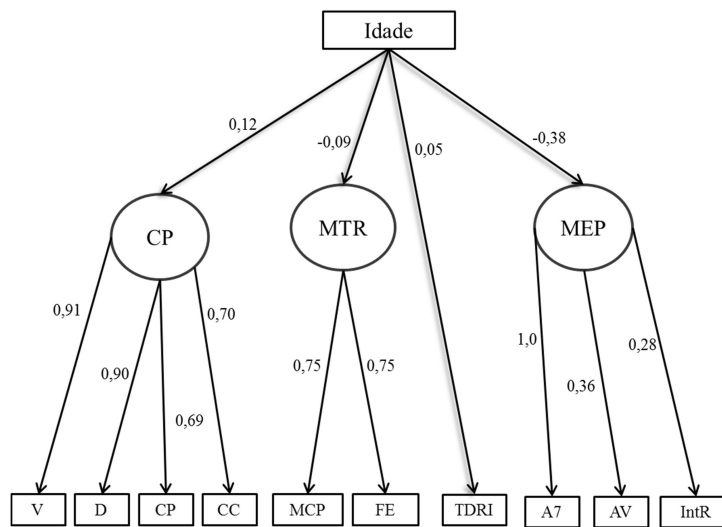 Idade
0,12
-0,09
0,05
-0,38
CP
MTR
MEP
0,91
0,90
0,69
0,70
0,75
0,75
1,0
0,36
0,28
V
D
CP
CC
MCP
FE
TDRI
A7
AV
IntR